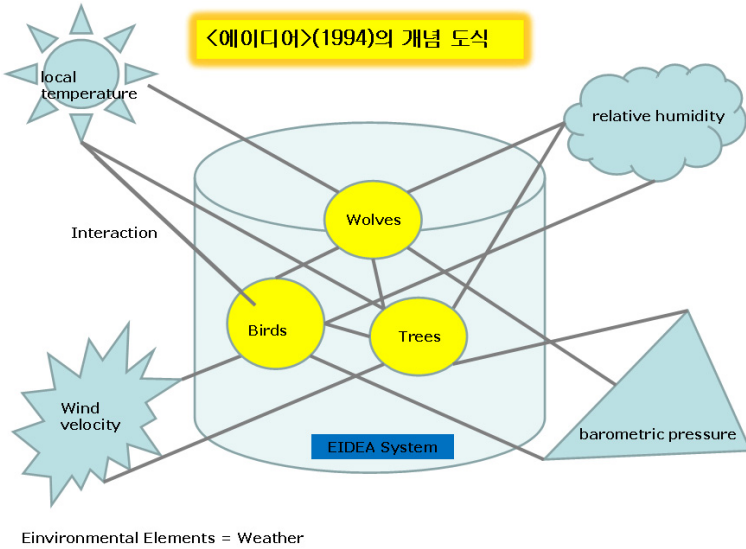 <에이디어>(1994)의 개념 도식
local
temperature
relative humidity
Wolves
Interaction
Birds
Trees
Wind
velocity
barometric pressure
EIDEA System
Einvironmental Elements = Weather